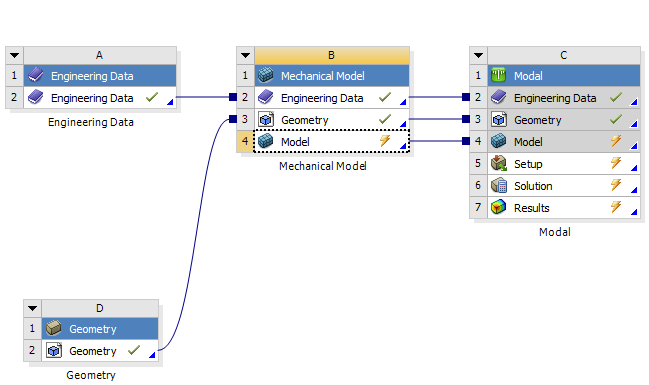 A
1 Engineering Data
2 Engineering Data
Engineering Data
B
1 Mechanical Model
2 Engineering Data
3 Geometry
4 Model
Mechanical Model
C
1 Modal
2 Engineering Data
3 Geometry
4 Model
5 Setup
6 Solution
7 Results
Modal
D
1 Geometry
2 Geometry
Geometry